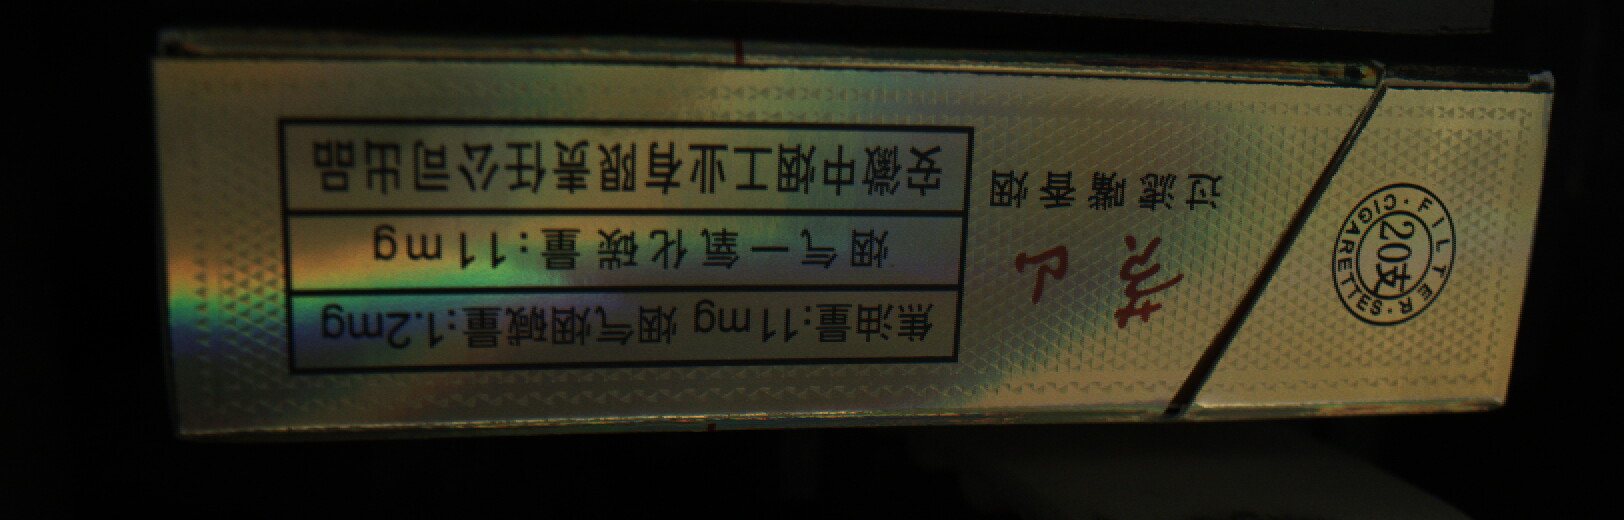 FILTER·CIGARETTES·
20支
黄山
过滤嘴香烟
焦油量:11mg 烟气烟碱量:1.2mg
烟气一氧化碳量:11mg
安徽中烟工业有限责任公司出品